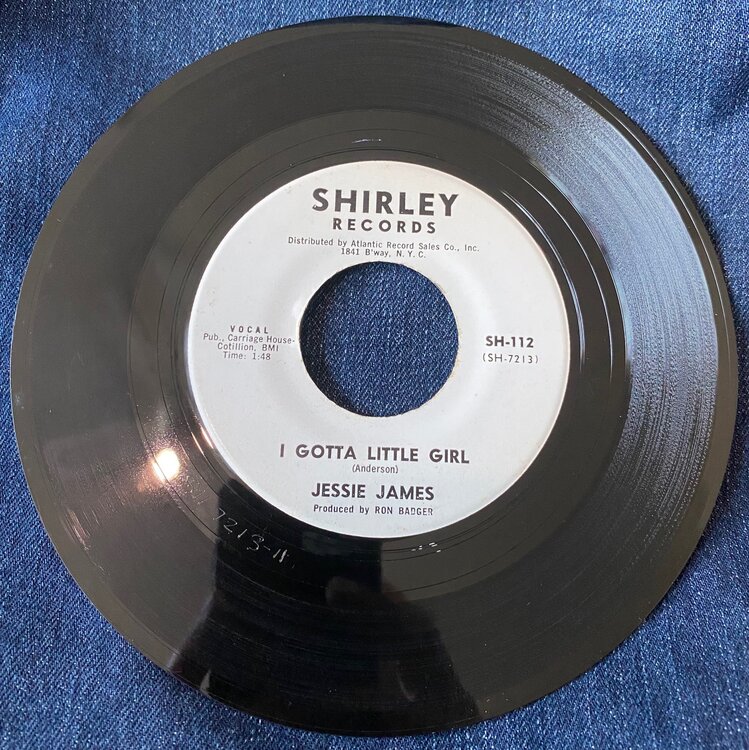 SHIRLEY
RECORDS
Distributed by Atlantic Record Sales Co., Inc.
1841 B'way, N. Y. C.
VOCAL
Pub., Carriage House-
Cotillion, BMI
Time: 1:48
SH-112
(SH-7213)
I GOTTA LITTLE GIRL
(Anderson)
JESSIE JAMES
Produced by RON BADGER